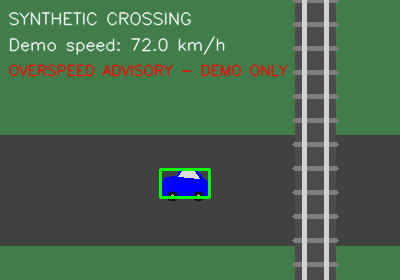 SYNTHETIC CROSSING
Demo speed: 72.0 km/h
OVERSPEED ADVISORY - DEMO ONLY